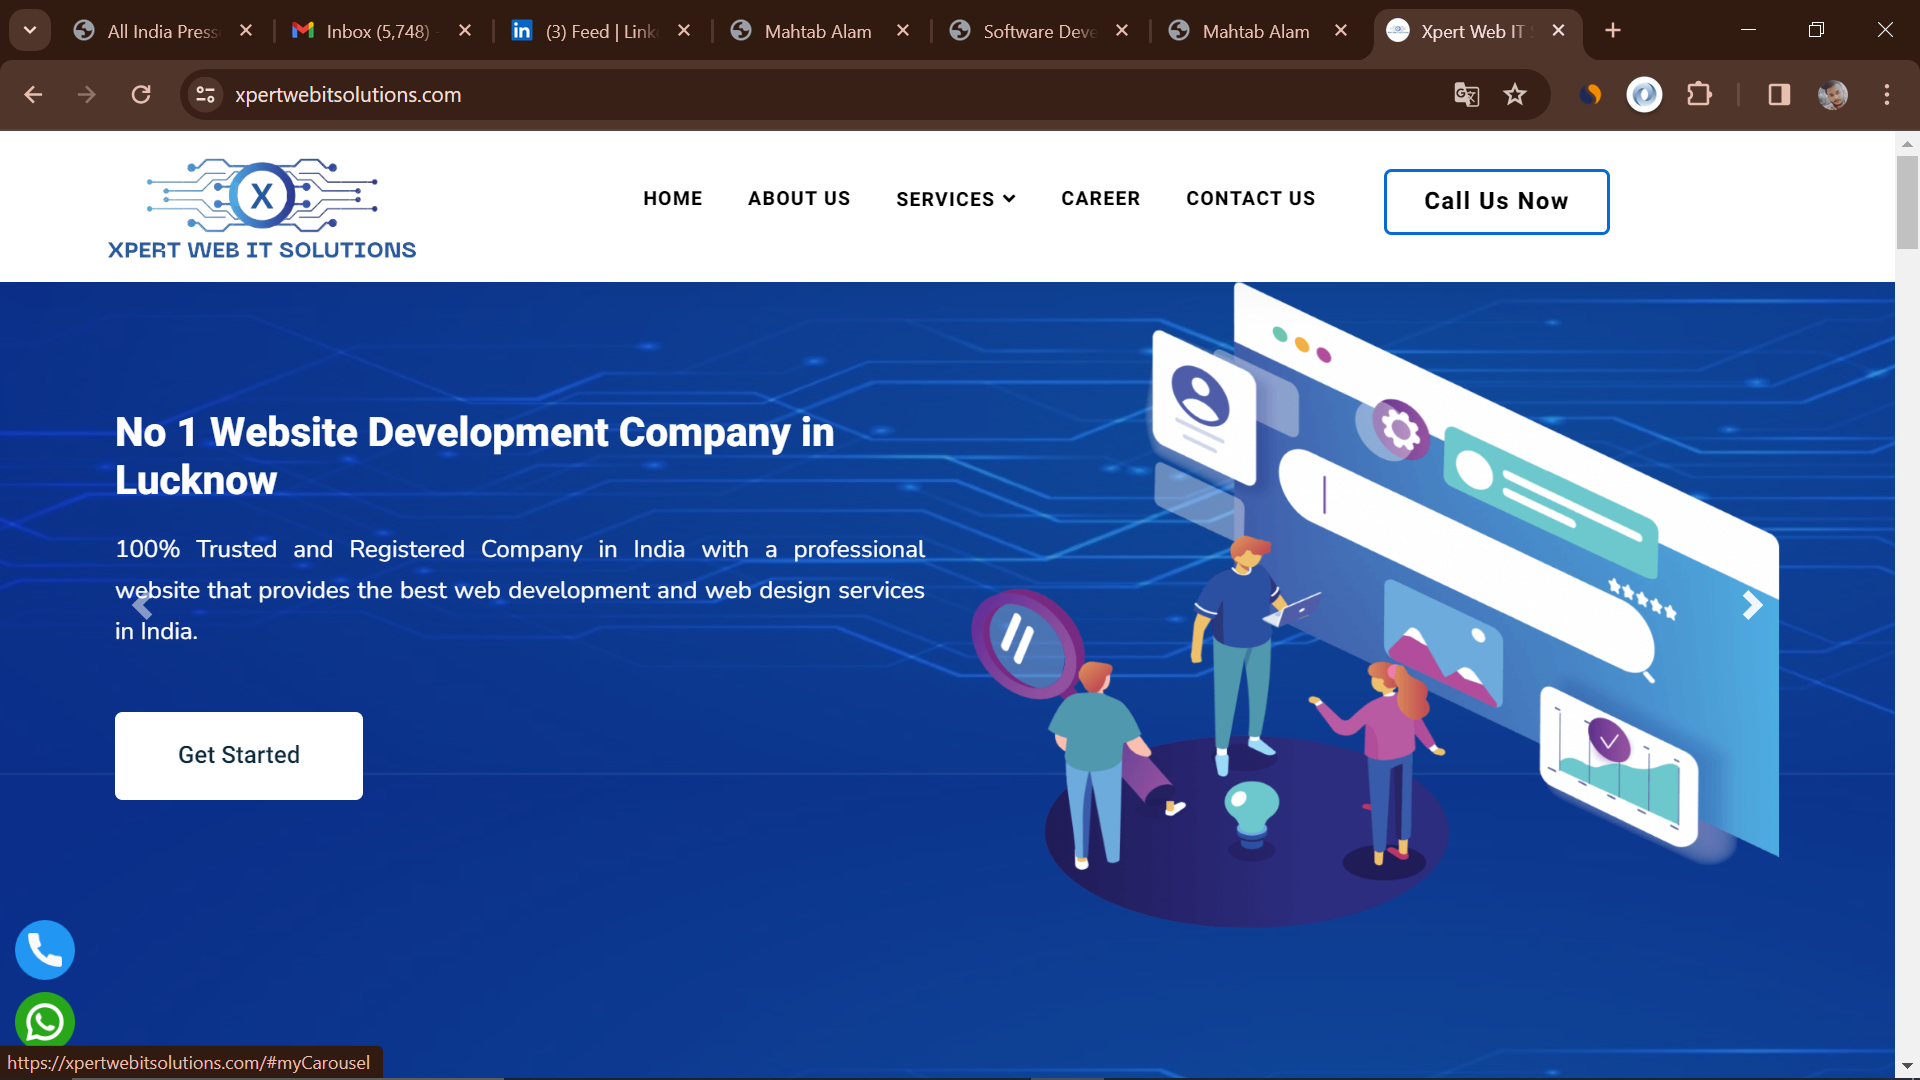 All India Press
Inbox (5,748)
(3) Feed | Link
Mahtab Alam
Software Deve
Mahtab Alam
Xpert Web IT S
xpertwebitsolutions.com
X
XPERT WEB IT SOLUTIONS
HOME
ABOUT US
SERVICES
CAREER
CONTACT US
Call Us Now
No 1 Website Development Company in
Lucknow
100% Trusted and Registered Company in India with a professional
website that provides the best web development and web design services
in India.
Get Started
https://xpertwebitsolutions.com/#myCarousel